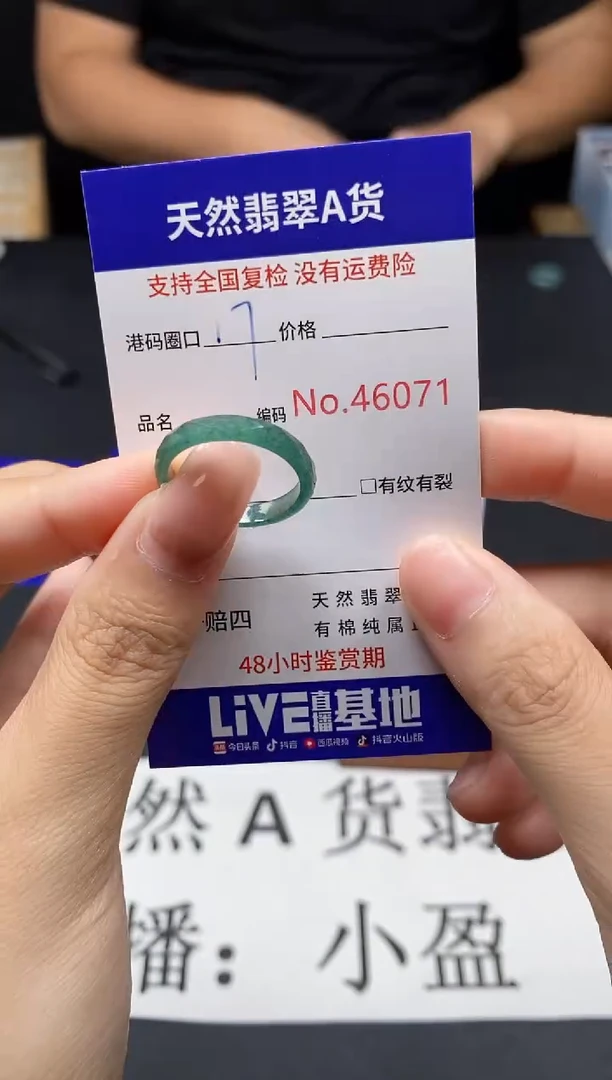 天然翡翠A货
支持全国复检 没有运费险
港码圈口 17 价格
品名 编码 No.46071
□有纹有裂
赔四 天然翡翠
有棉纯属
48小时鉴赏期
LiVE直播基地
今日头条 抖音 西瓜视频 抖音火山版
然 A 货翡
播： 小盈